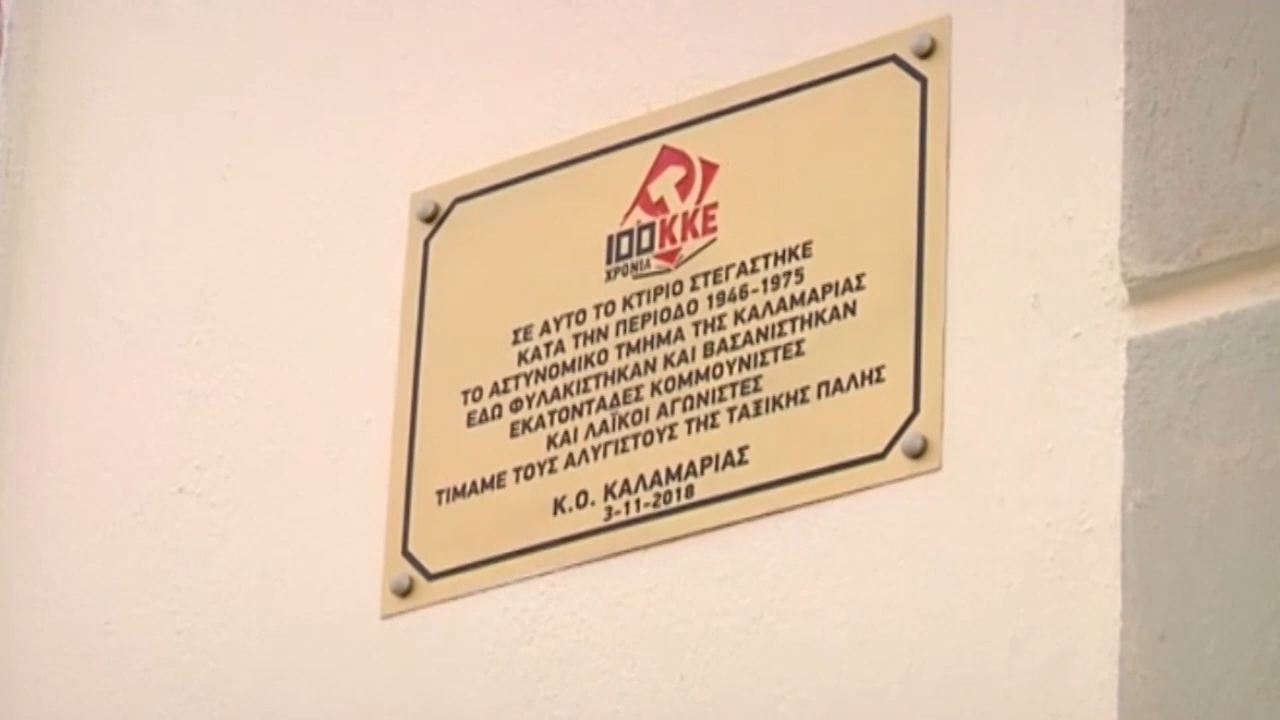 100 ΚΚΕ
ΧΡΟΝΙΑ
ΣΕ ΑΥΤΟ ΤΟ ΚΤΙΡΙΟ ΣΤΕΓΑΣΤΗΚΕ
ΚΑΤΑ ΤΗΝ ΠΕΡΙΟΔΟ 1946-1975
ΤΟ ΑΣΤΥΝΟΜΙΚΟ ΤΜΗΜΑ ΤΗΣ ΚΑΛΑΜΑΡΙΑΣ
ΕΔΩ ΦΥΛΑΚΙΣΤΗΚΑΝ ΚΑΙ ΒΑΣΑΝΙΣΤΗΚΑΝ
ΕΚΑΤΟΝΤΑΔΕΣ ΚΟΜΜΟΥΝΙΣΤΕΣ
ΚΑΙ ΛΑΪΚΟΙ ΑΓΩΝΙΣΤΕΣ
ΤΙΜΑΜΕ ΤΟΥΣ ΑΛΥΓΙΣΤΟΥΣ ΤΗΣ ΤΑΞΙΚΗΣ ΠΑΛΗΣ
Κ.Ο. ΚΑΛΑΜΑΡΙΑΣ
3-11-2018